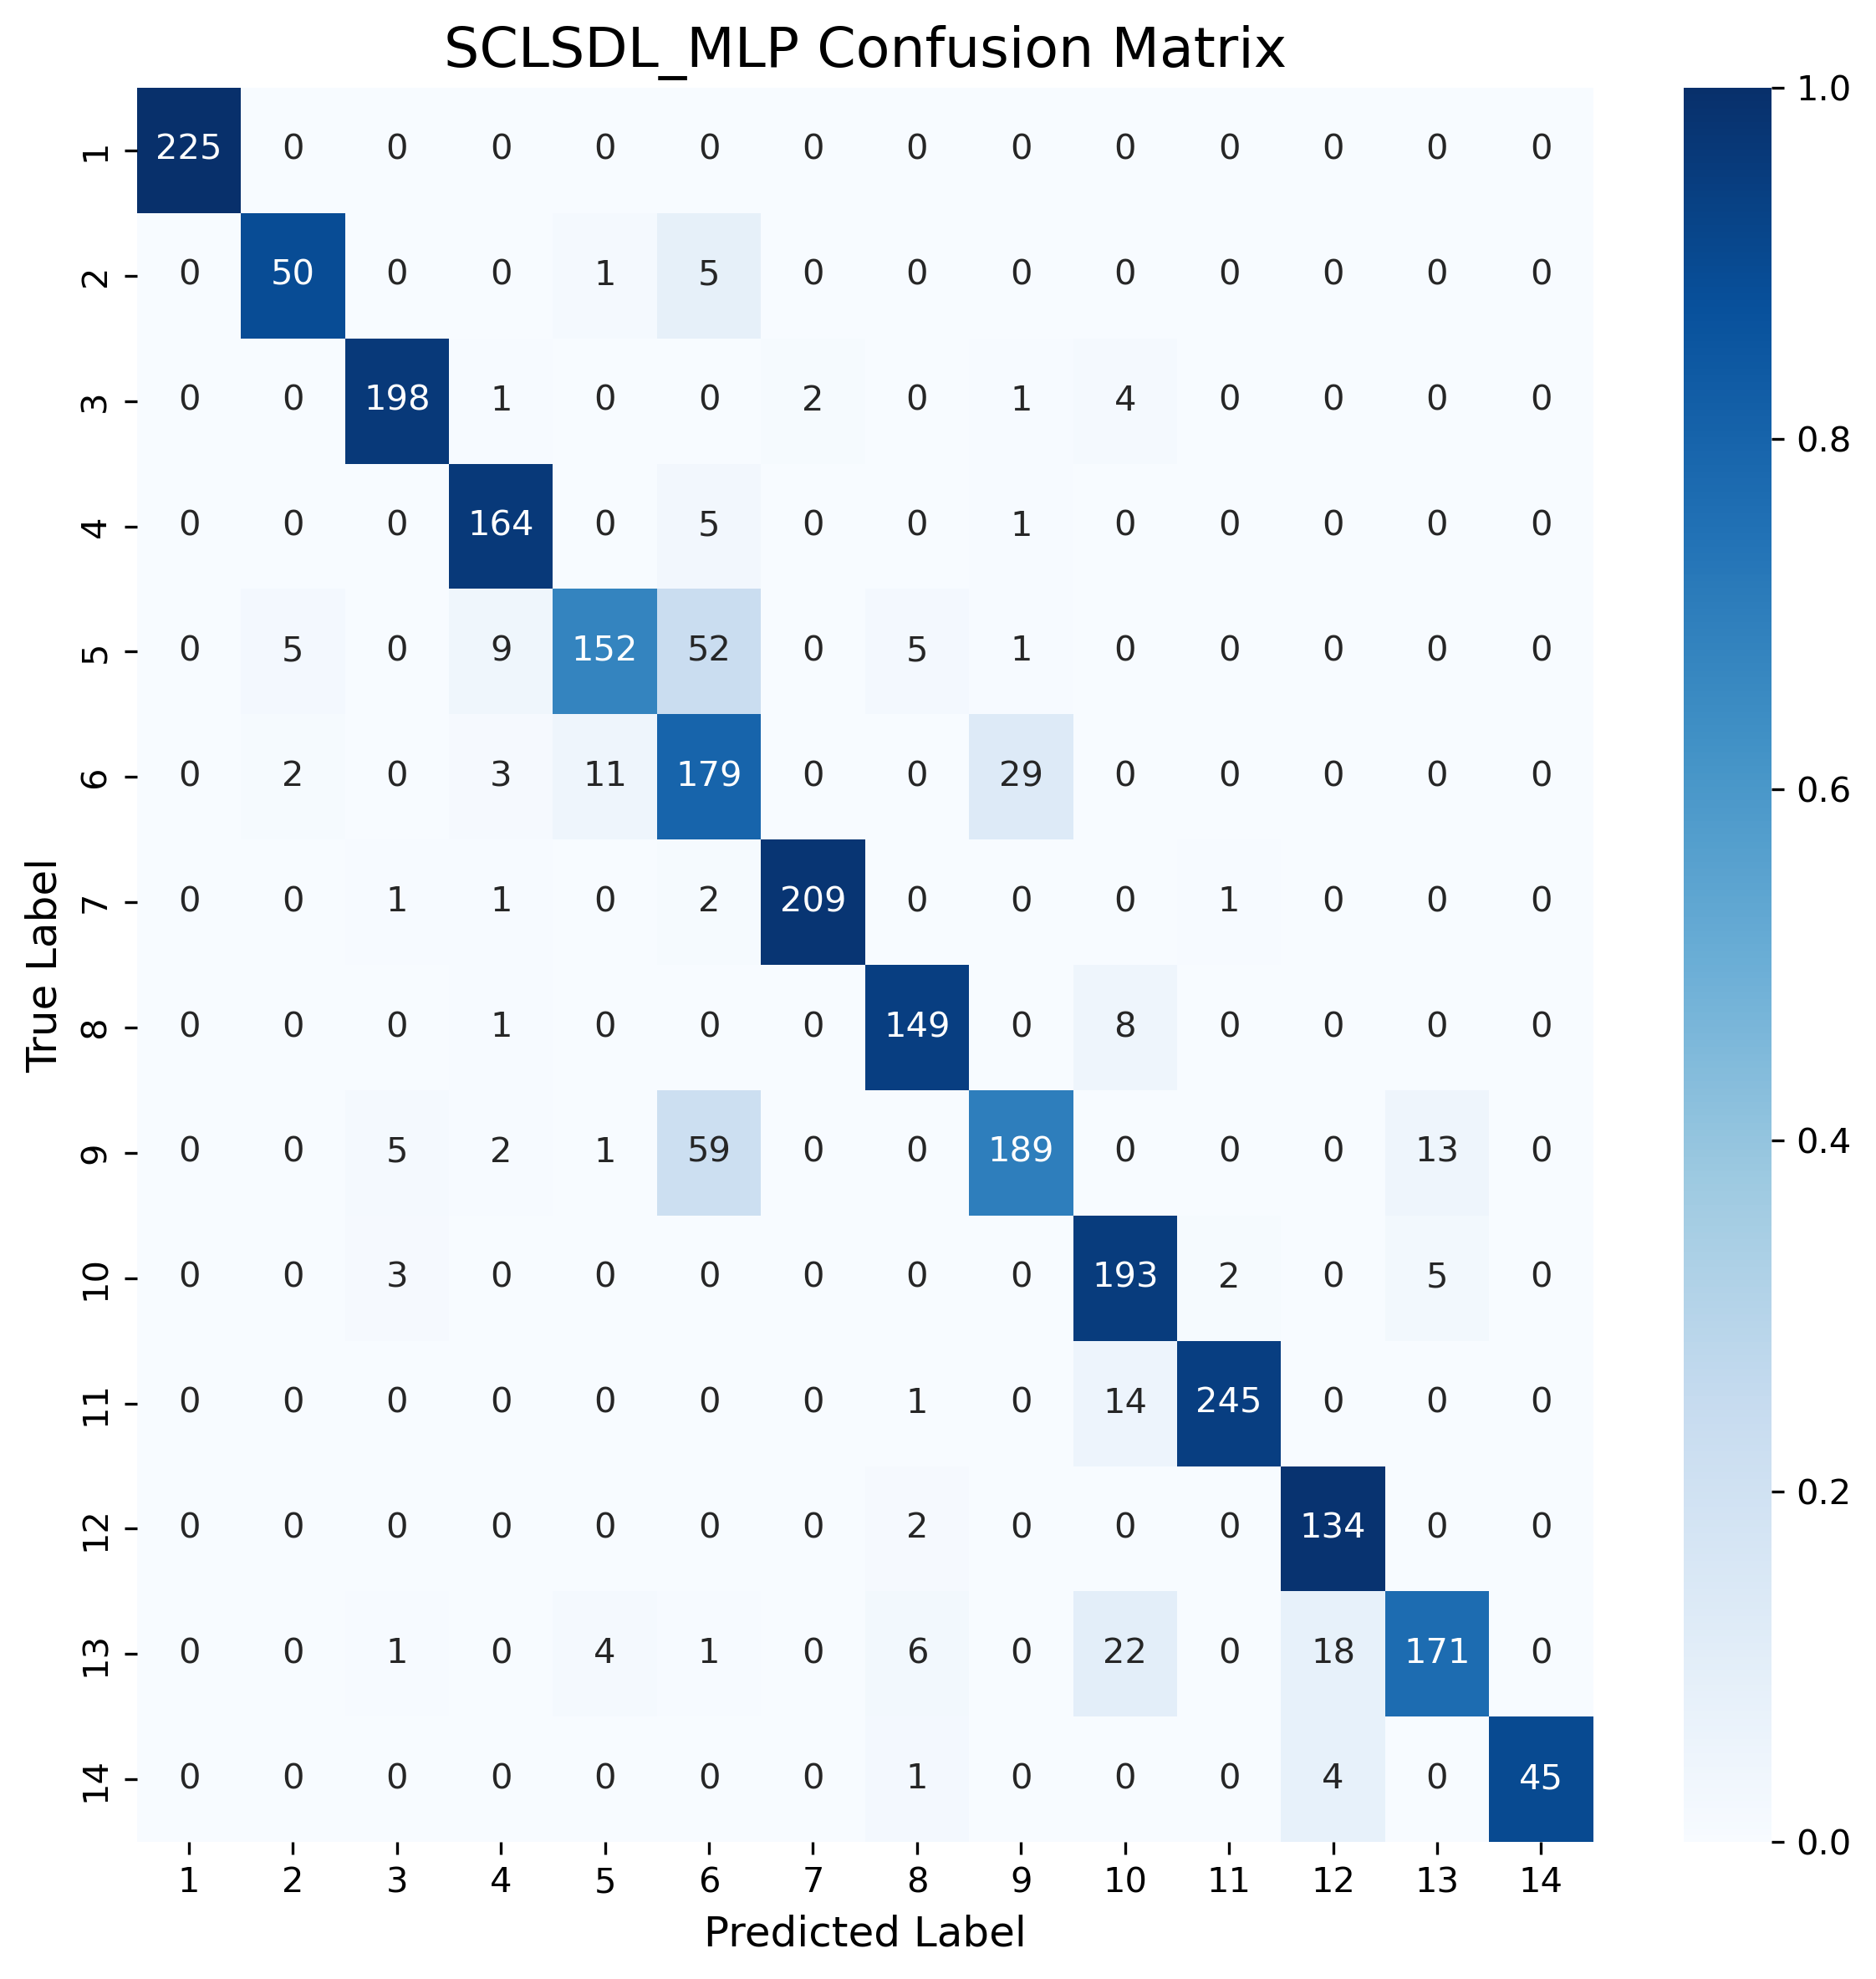 SCLSDL_MLP Confusion Matrix
1 225 0 0 0 0 0 0 0 0 0 0 0 0 0
2 0 50 0 0 1 5 0 0 0 0 0 0 0 0
3 0 0 198 1 0 0 2 0 1 4 0 0 0 0
4 0 0 0 164 0 5 0 0 1 0 0 0 0 0
5 0 5 0 9 152 52 0 5 1 0 0 0 0 0
6 0 2 0 3 11 179 0 0 29 0 0 0 0 0
7 0 0 1 1 0 2 209 0 0 0 1 0 0 0
8 0 0 0 1 0 0 0 149 0 8 0 0 0 0
9 0 0 5 2 1 59 0 0 189 0 0 0 13 0
10 0 0 3 0 0 0 0 0 0 193 2 0 5 0
11 0 0 0 0 0 0 0 1 0 14 245 0 0 0
12 0 0 0 0 0 0 0 2 0 0 0 134 0 0
13 0 0 1 0 4 1 0 6 0 22 0 18 171 0
14 0 0 0 0 0 0 0 1 0 0 0 4 0 45
1 2 3 4 5 6 7 8 9 10 11 12 13 14
Predicted Label
True Label
1.0
0.8
0.6
0.4
0.2
0.0